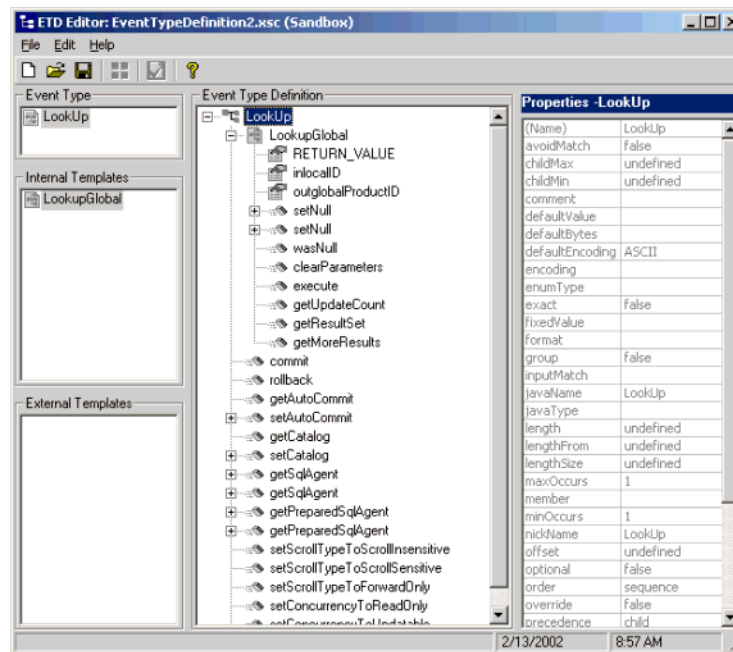 ETD Editor: EventTypeDefinition2.xsc (Sandbox)
File Edit Help
Event Type
LookUp
Internal Templates
LookupGlobal
External Templates
Event Type Definition
LookUp
LookupGlobal
RETURN_VALUE
inlocalID
outglobalProductID
setNull
setNull
wasNull
clearParameters
execute
getUpdateCount
getResultSet
getMoreResults
commit
rollback
getAutoCommit
setAutoCommit
getCatalog
setCatalog
getSqlAgent
getSqlAgent
getPreparedSqlAgent
getPreparedSqlAgent
setScrollTypeToScrollInsensitive
setScrollTypeToScrollSensitive
setScrollTypeToForwardOnly
setConcurrencyToReadOnly
setConcurrencyToUpdatable
Properties -LookUp
(Name) LookUp
avoidMatch false
childMax undefined
childMin undefined
comment
defaultValue
defaultBytes
defaultEncoding ASCII
encoding
enumType
exact false
fixedValue
format
group false
inputMatch
javaName LookUp
javaType
length undefined
lengthFrom undefined
lengthSize undefined
maxOccurs 1
member
minOccurs 1
nickName LookUp
offset undefined
optional false
order sequence
override false
precedence child
2/13/2002 8:57 AM